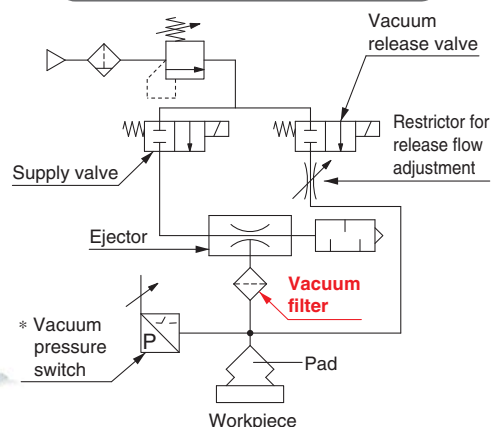 Vacuum
release valve
Restrictor for
release flow
adjustment
Supply valve
Ejector
Vacuum
filter
* Vacuum
pressure
switch
P
Pad
Workpiece